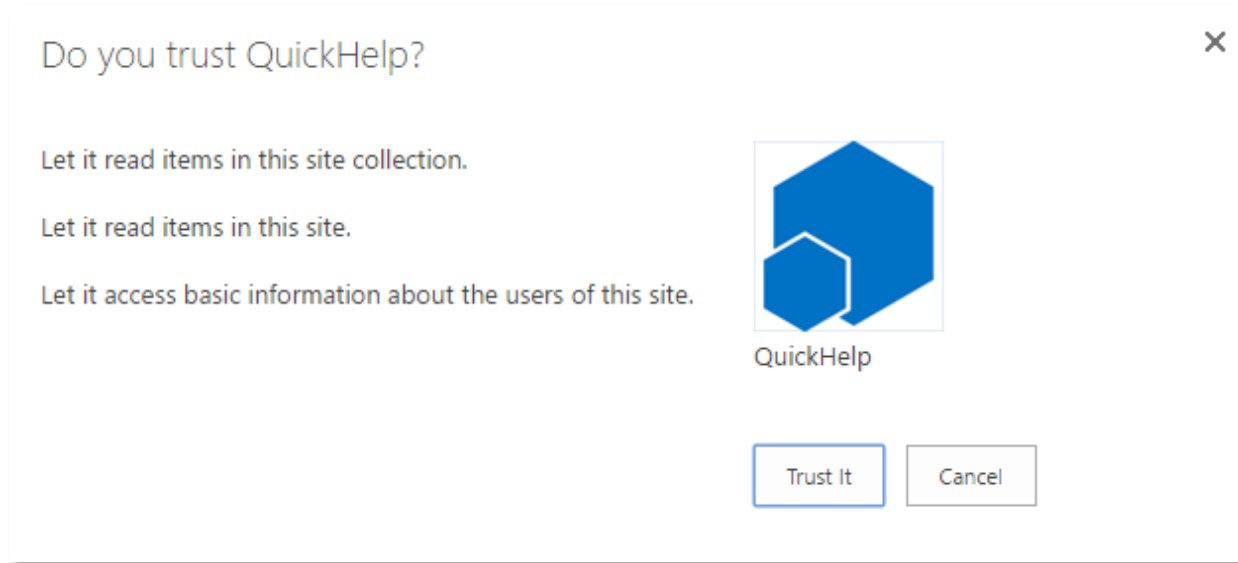 Do you trust QuickHelp?
Let it read items in this site collection.
Let it read items in this site.
Let it access basic information about the users of this site.
QuickHelp
Trust It
Cancel